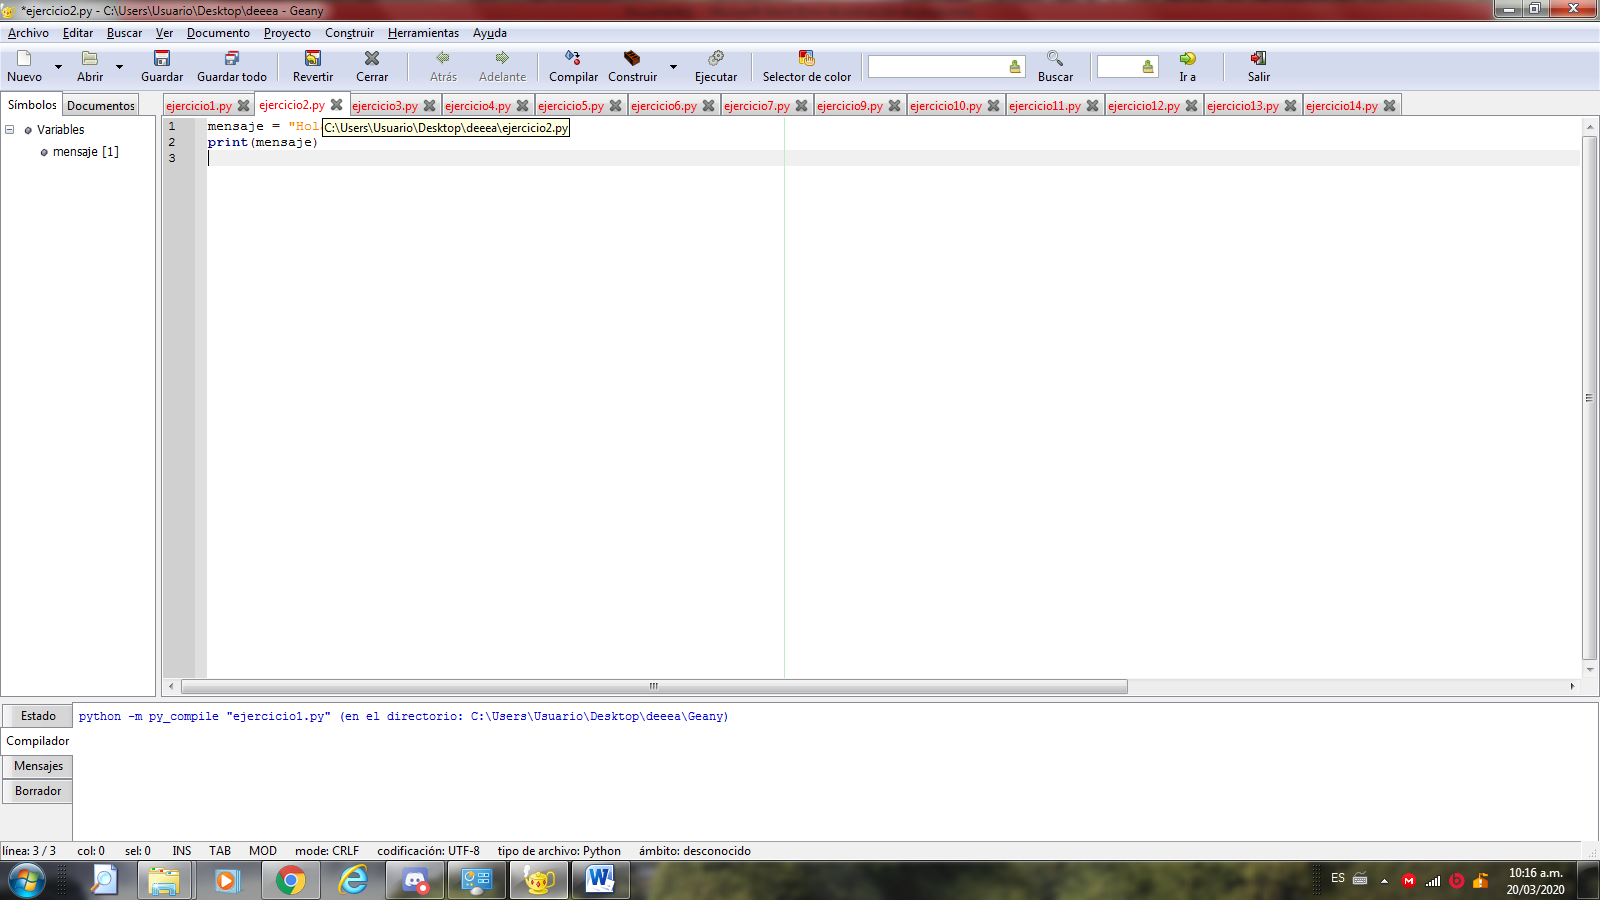 *ejercicio2.py - C:\Users\Usuario\Desktop\deeea - Geany
Archivo Editar Buscar Ver Documento Proyecto Construir Herramientas Ayuda
Nuevo Abrir Guardar Guardar todo Revertir Cerrar Atrás Adelante Compilar Construir Ejecutar Selector de color Buscar Ir a Salir
Símbolos Documentos ejercicio1.py ejercicio2.py ejercicio3.py ejercicio4.py ejercicio5.py ejercicio6.py ejercicio7.py ejercicio9.py ejercicio10.py ejercicio11.py ejercicio12.py ejercicio13.py ejercicio14.py
Variables
mensaje [1]
1 mensaje = "Hol
C:\Users\Usuario\Desktop\deeea\ejercicio2.py
2 print(mensaje)
3
Estado
Compilador
Mensajes
Borrador
python -m py_compile "ejercicio1.py" (en el directorio: C:\Users\Usuario\Desktop\deeea\Geany)
línea: 3 / 3 col: 0 sel: 0 INS TAB MOD mode: CRLF codificación: UTF-8 tipo de archivo: Python ámbito: desconocido
ES
10:16 a.m.
20/03/2020